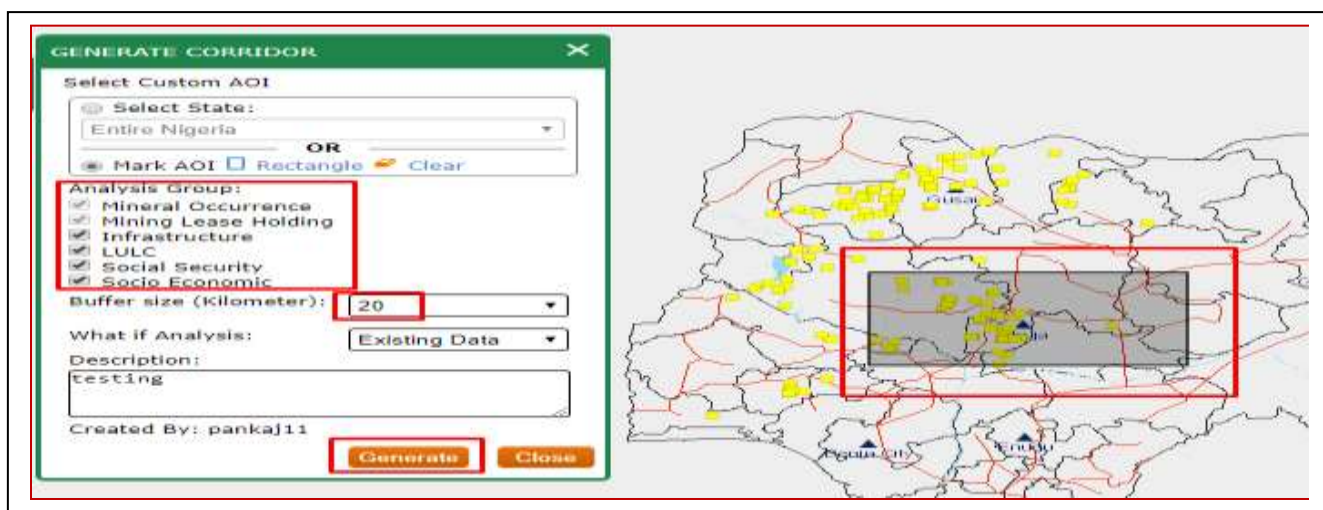 GENERATE CORRIDOR
Select Custom AOI
Select State:
Entire Nigeria
OR
Mark AOI Rectangle Clear
Analysis Group:
Mineral Occurrence
Mining Lease Holding
Infrastructure
LULC
Social Security
Socio Economic
Buffer size (Kilometer): 20
What if Analysis: Existing Data
Description:
testing
Created By: pankaj11
Generate Close
Gusau
Enugu